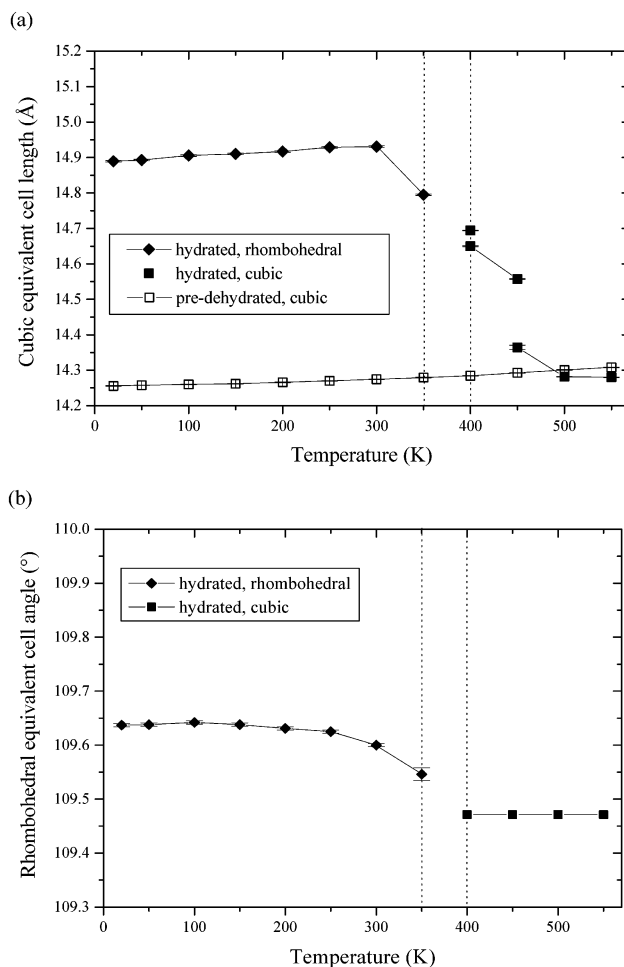 (a)
15.2
15.1
15.0
14.9
14.8
14.7
14.6
14.5
14.4
14.3
14.2
Cubic equivalent cell length (Å)
hydrated, rhombohedral
hydrated, cubic
pre-dehydrated, cubic
0 100 200 300 400 500
Temperature (K)
(b)
110.0
109.9
109.8
109.7
109.6
109.5
109.4
109.3
Rhombohedral equivalent cell angle (°)
hydrated, rhombohedral
hydrated, cubic
0 100 200 300 400 500
Temperature (K)